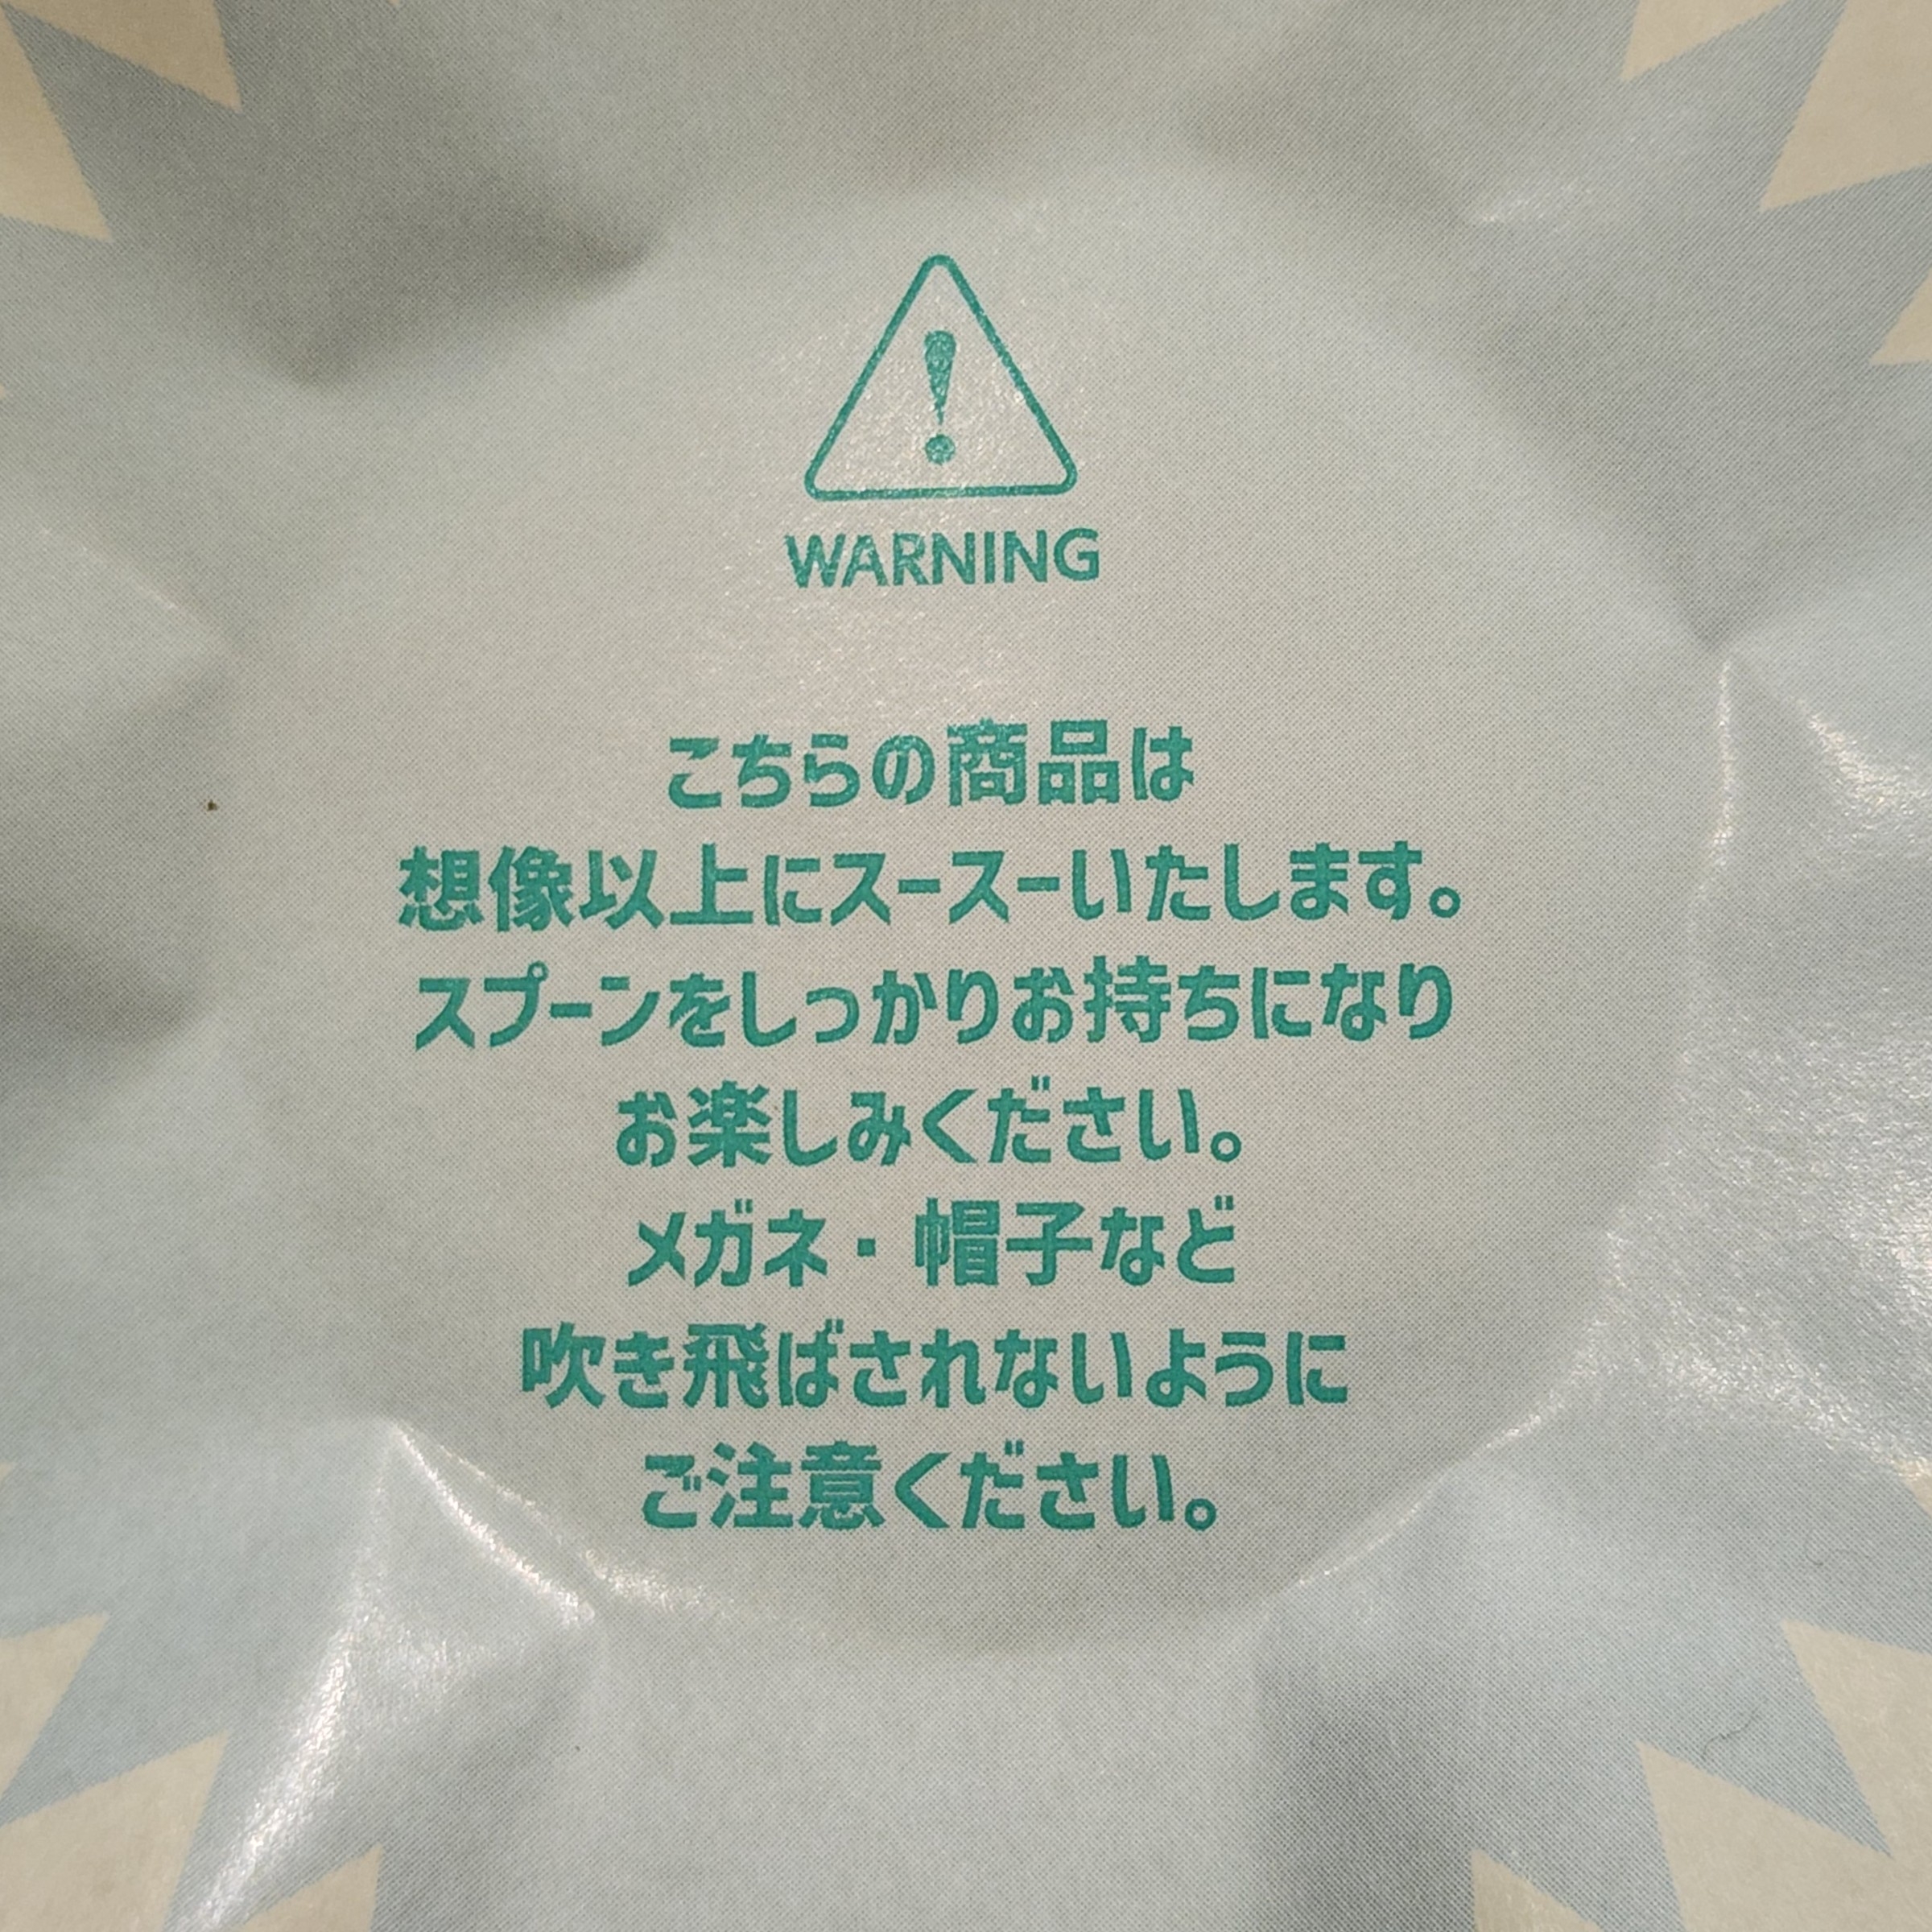 WARNING
こちらの商品は
想像以上にスースーいたします。
スプーンをしっかりお持ちになり
お楽しみください。
メガネ・帽子など
吹き飛ばされないように
ご注意ください。